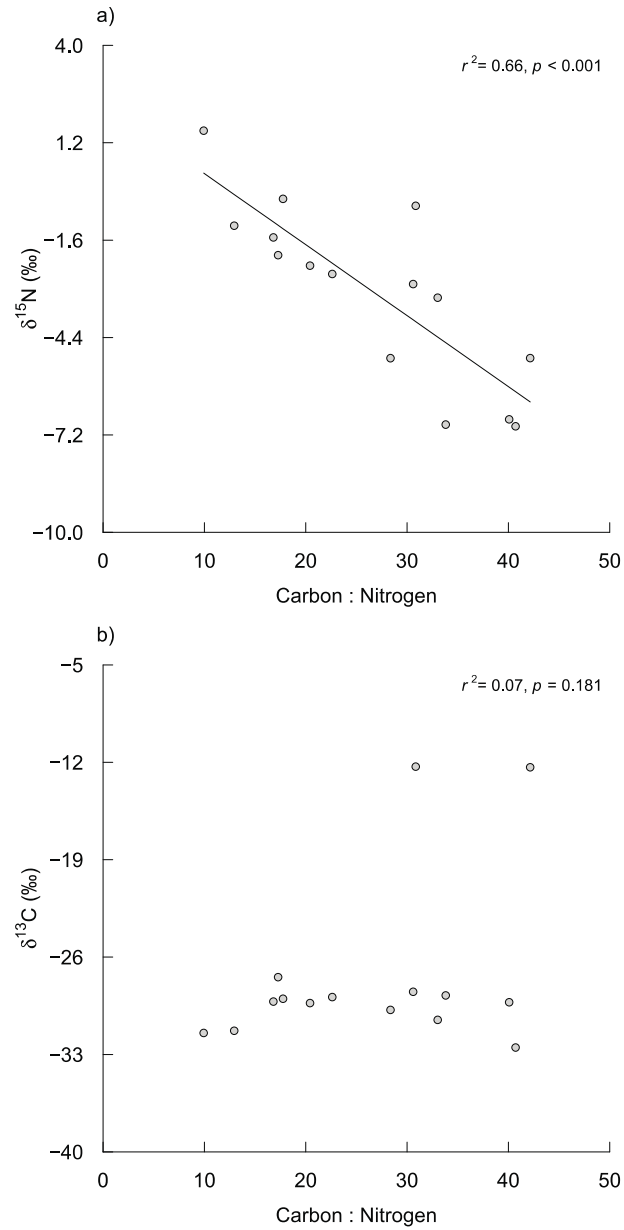 a)
4.0
r² = 0.66, p < 0.001
1.2
−1.6
−4.4
−7.2
−10.0
δ¹⁵N (‰)
0 10 20 30 40 50
Carbon : Nitrogen
b)
−5
r² = 0.07, p = 0.181
−12
−19
−26
−33
−40
δ¹³C (‰)
0 10 20 30 40 50
Carbon : Nitrogen